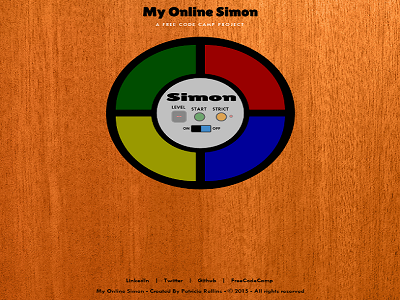 My Online Simon
A FREE CODE CAMP PROJECT
Simon
LEVEL START STRICT
--
ON OFF
LinkedIn | Twitter | Github | FreeCodeCamp
My Online Simon - Created By Patricia Rollins - © 2015 - All rights reserved